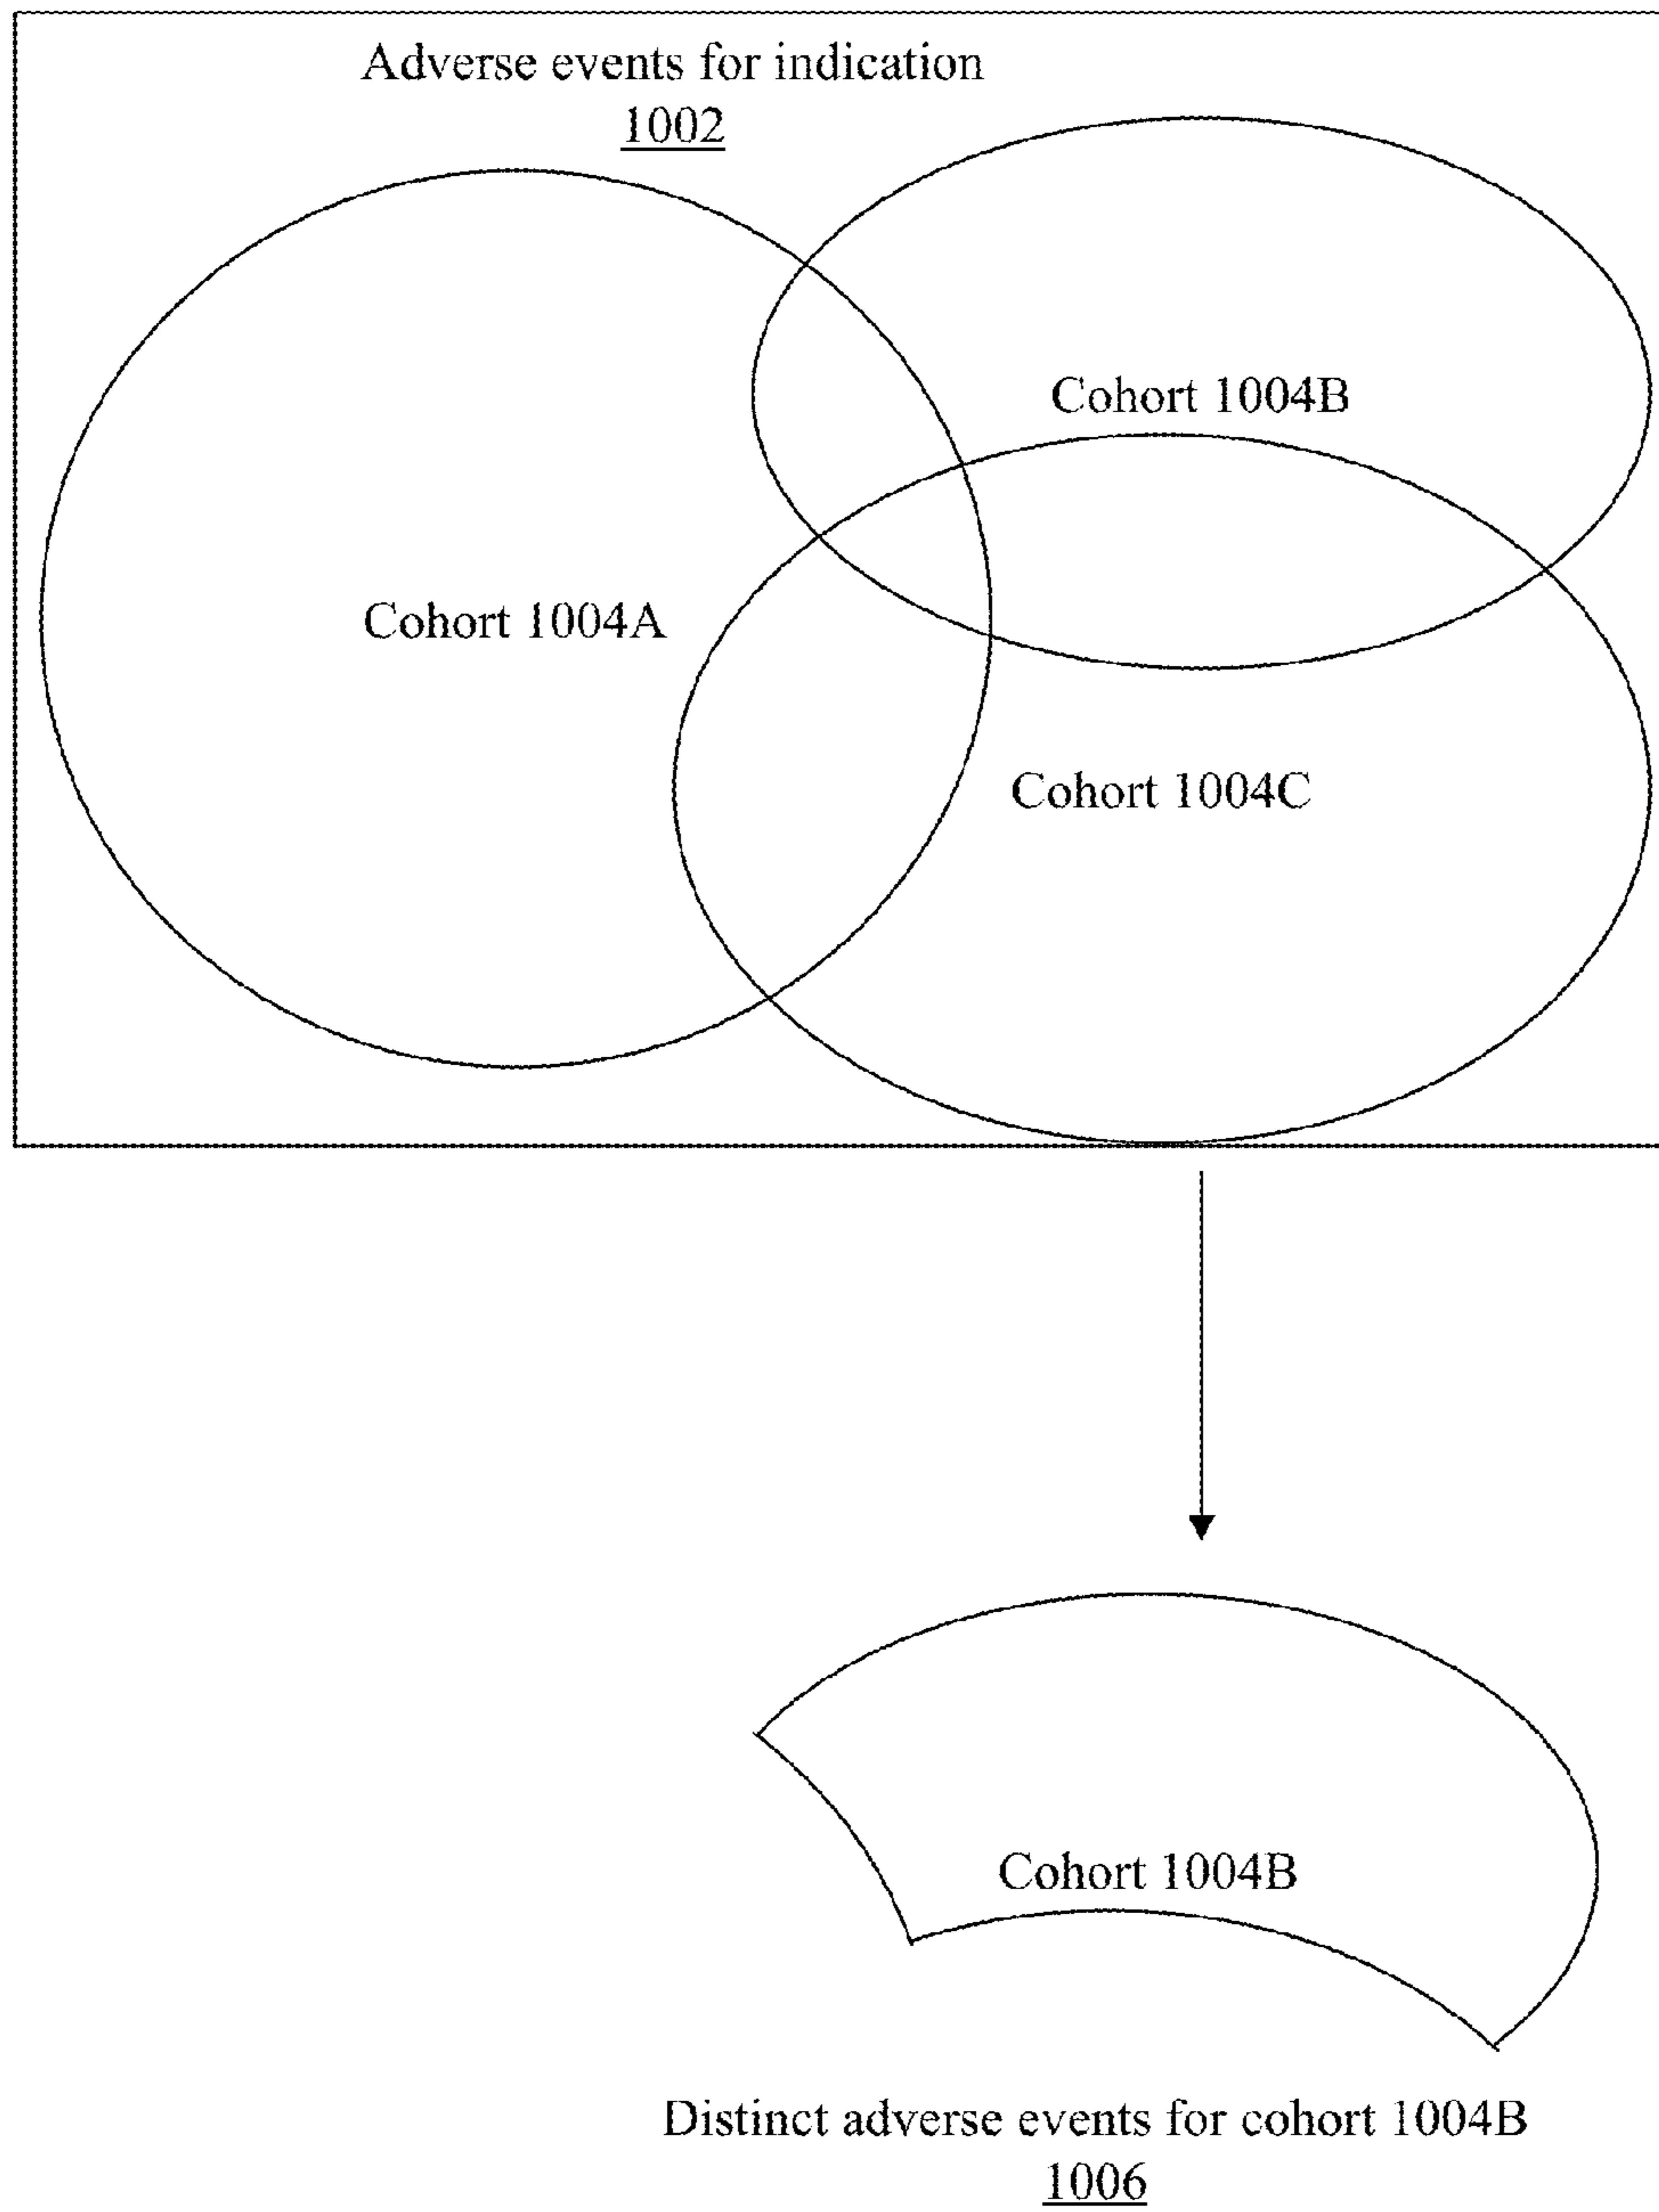 Adverse events for indication
1002
Cohort 1004B
Cohort 1004A
Cohort 1004C
Cohort 1004B
Distinct adverse events for cohort 1004B
1006